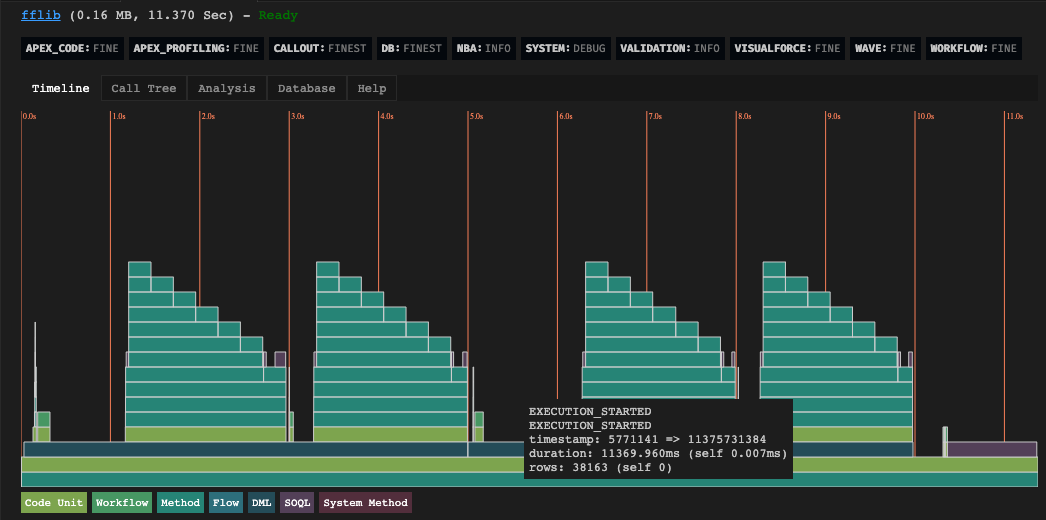 fflib (0.16 MB, 11.370 Sec) - Ready
APEX_CODE: FINE APEX_PROFILING: FINE CALLOUT: FINEST DB: FINEST NBA: INFO SYSTEM: DEBUG VALIDATION: INFO VISUALFORCE: FINE WAVE: FINE WORKFLOW: FINE
Timeline Call Tree Analysis Database Help
0.0s 1.0s 2.0s 3.0s 4.0s 5.0s 6.0s 7.0s 8.0s 9.0s 10.0s 11.0s
EXECUTION_STARTED
EXECUTION_STARTED
timestamp: 5771141 => 11375731384
duration: 11369.960ms (self 0.007ms)
rows: 38163 (self 0)
Code Unit Workflow Method Flow DML SOQL System Method